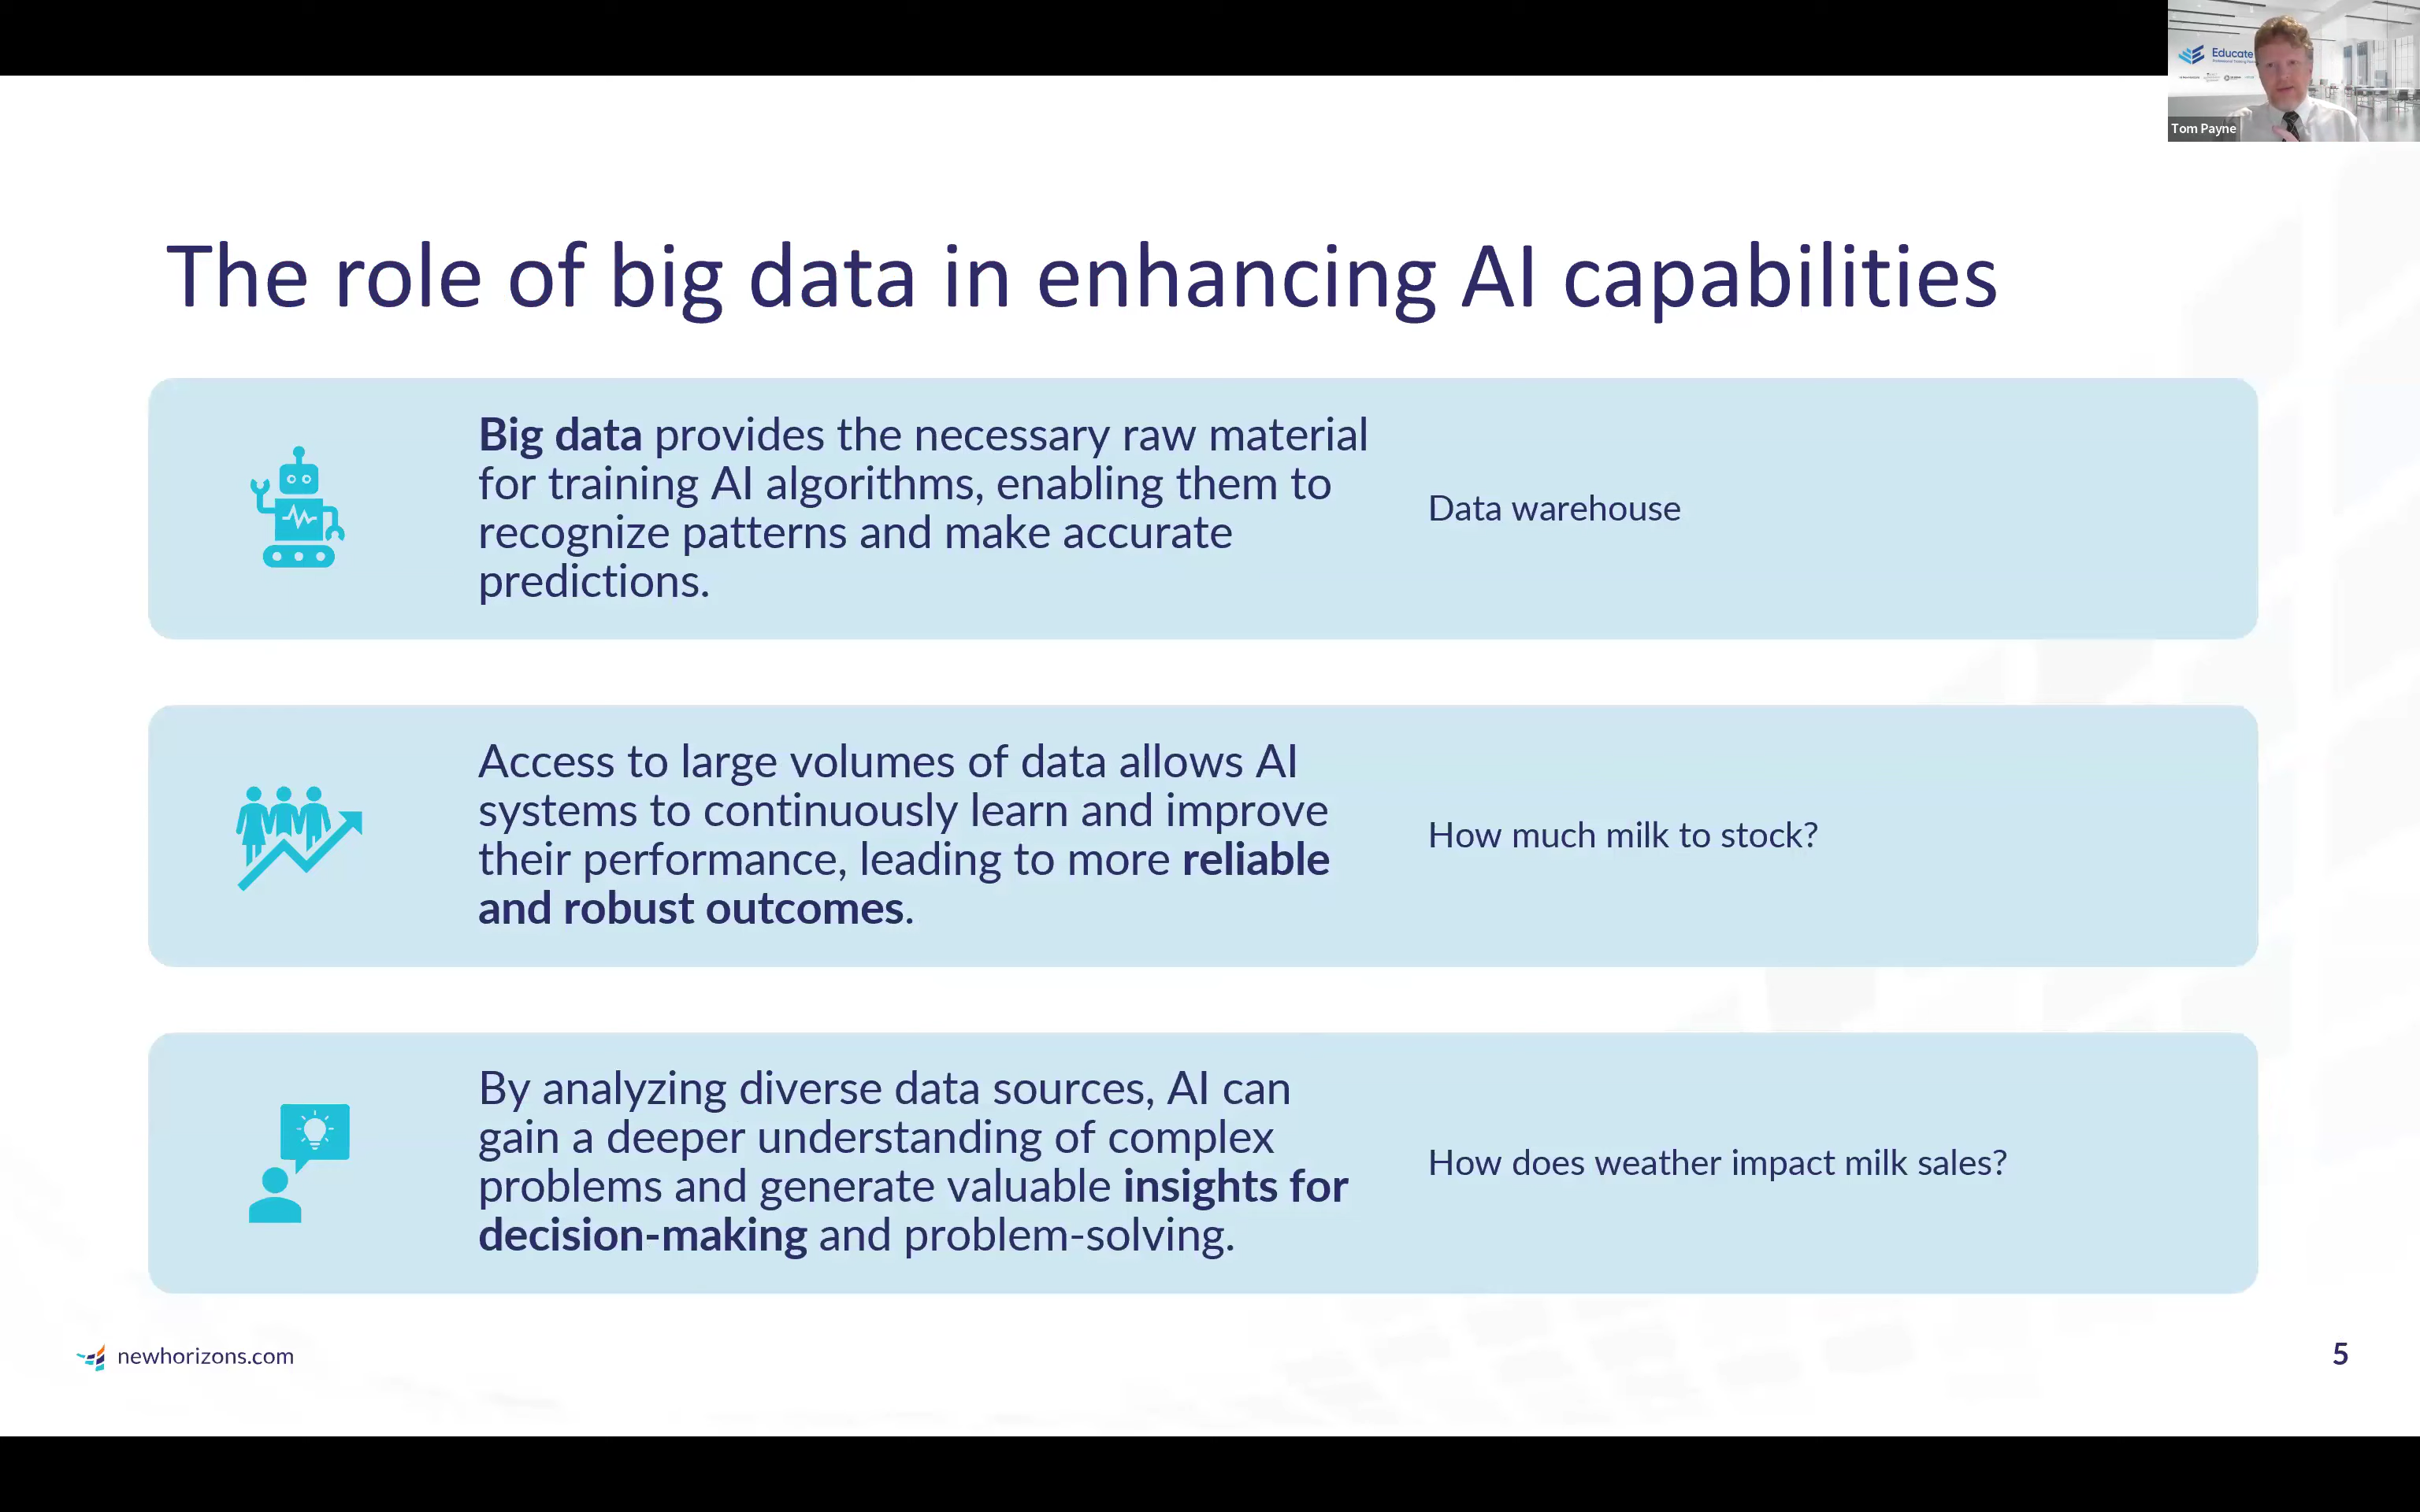 Educate
Tom Payne
The role of big data in enhancing AI capabilities
Big data provides the necessary raw material
for training AI algorithms, enabling them to
recognize patterns and make accurate
predictions.
Data warehouse
Access to large volumes of data allows AI
systems to continuously learn and improve
their performance, leading to more reliable
and robust outcomes.
How much milk to stock?
By analyzing diverse data sources, AI can
gain a deeper understanding of complex
problems and generate valuable insights for
decision-making and problem-solving.
How does weather impact milk sales?
newhorizons.com
5